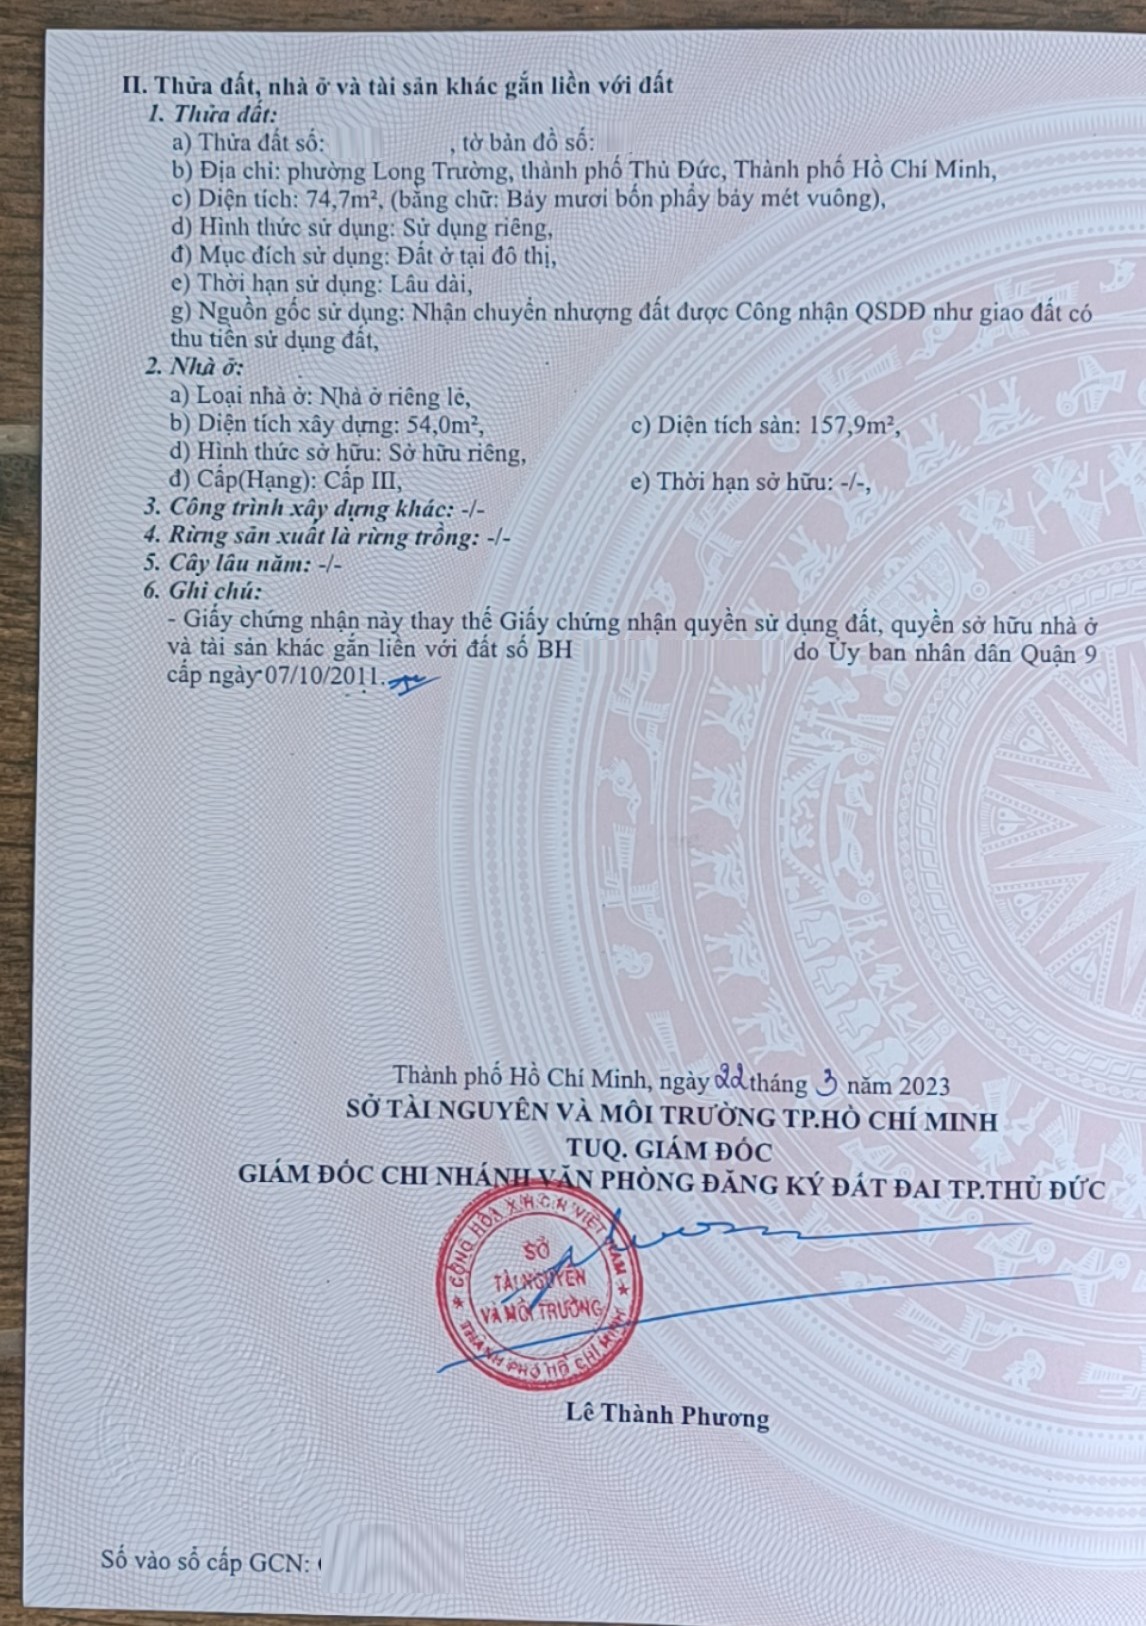 II. Thửa đất, nhà ở và tài sản khác gắn liền với đất
1. Thửa đất:
a) Thửa đất số: , tờ bản đồ số:
b) Địa chỉ: phường Long Trường, thành phố Thủ Đức, Thành phố Hồ Chí Minh,
c) Diện tích: 74,7m², (bằng chữ: Bảy mươi bốn phẩy bảy mét vuông),
d) Hình thức sử dụng: Sử dụng riêng,
đ) Mục đích sử dụng: Đất ở tại đô thị,
e) Thời hạn sử dụng: Lâu dài,
g) Nguồn gốc sử dụng: Nhận chuyển nhượng đất được Công nhận QSDĐ như giao đất có
thu tiền sử dụng đất,
2. Nhà ở:
a) Loại nhà ở: Nhà ở riêng lẻ,
b) Diện tích xây dựng: 54,0m², c) Diện tích sàn: 157,9m²,
d) Hình thức sở hữu: Sở hữu riêng,
đ) Cấp(Hạng): Cấp III, e) Thời hạn sở hữu: -/-,
3. Công trình xây dựng khác: -/-
4. Rừng sản xuất là rừng trồng: -/-
5. Cây lâu năm: -/-
6. Ghi chú:
- Giấy chứng nhận này thay thế Giấy chứng nhận quyền sử dụng đất, quyền sở hữu nhà ở
và tài sản khác gắn liền với đất số BH do Ủy ban nhân dân Quận 9
cấp ngày 07/10/2011.
Thành phố Hồ Chí Minh, ngày 22 tháng 3 năm 2023
SỞ TÀI NGUYÊN VÀ MÔI TRƯỜNG TP.HỒ CHÍ MINH
TUQ. GIÁM ĐỐC
GIÁM ĐỐC CHI NHÁNH VĂN PHÒNG ĐĂNG KÝ ĐẤT ĐAI TP.THỦ ĐỨC
CỘNG HÒA X.H.C.N VIỆT NAM
SỞ
TÀI NGUYÊN
VÀ MÔI TRƯỜNG
THÀNH PHỐ HỒ CHÍ MINH
Lê Thành Phương
Số vào sổ cấp GCN: